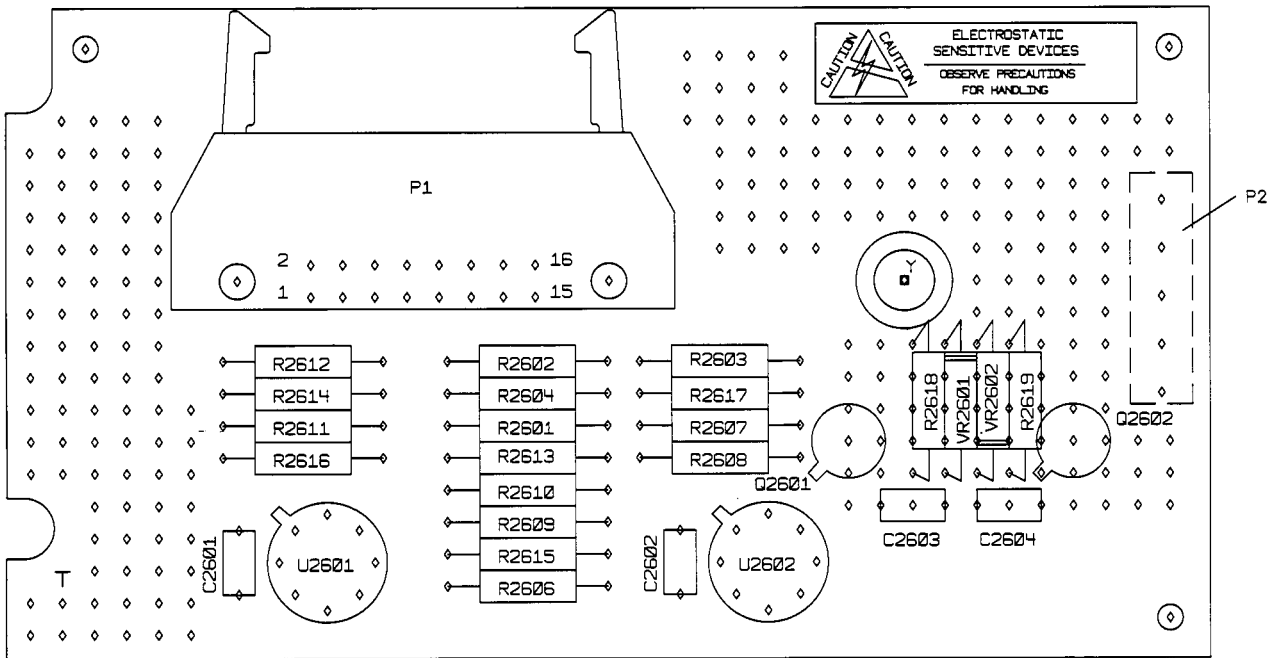 ELECTROSTATIC
SENSITIVE DEVICES
OBSERVE PRECAUTIONS
FOR HANDLING
CAUTION
CAUTION
P1
P2
2 16
1 15
Y
R2612 R2602 R2603
R2614 R2604 R2617
R2611 R2601 R2607
R2616 R2613 R2608
R2618 VR2601 VR2602 R2619
Q2602
Q2601
R2610
R2609
R2615
R2606
C2603 C2604
C2601 U2601
C2602 U2602
T